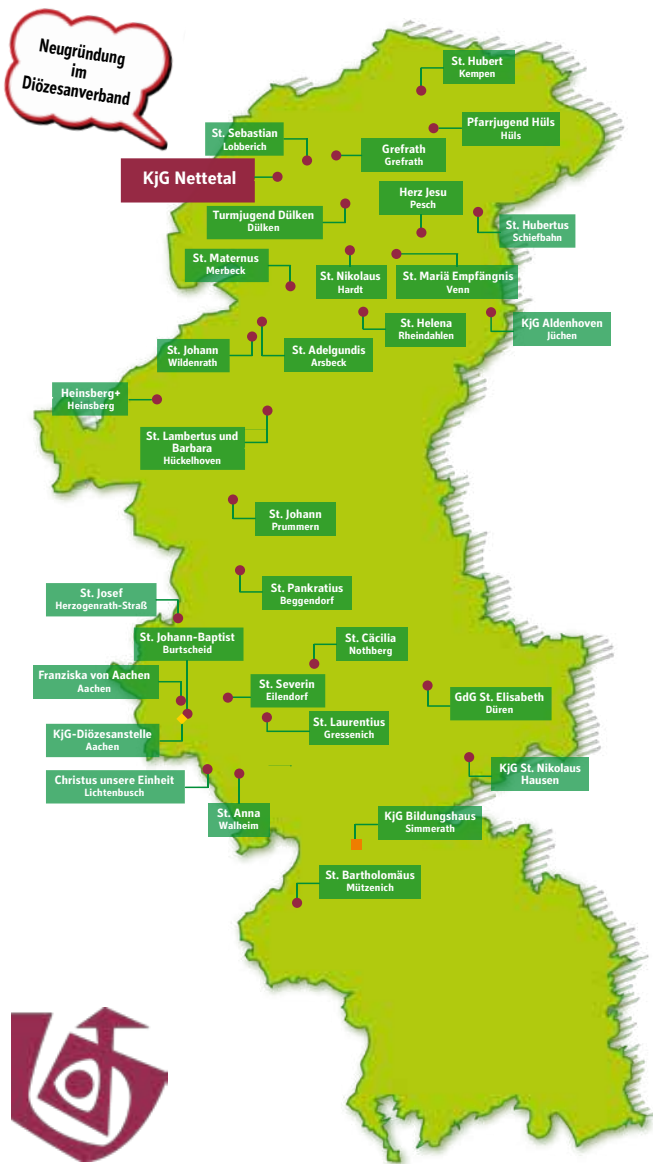 Neugründung
im
Diözesanverband
St. Hubert
Kempen
Pfarrjugend Hüls
Hüls
St. Sebastian
Lobberich
Grefrath
Grefrath
KjG Nettetal
Herz Jesu
Pesch
Turmjugend Dülken
Dülken
St. Hubertus
Schiefbahn
St. Maternus
Merbeck
St. Nikolaus
Hardt
St. Mariä Empfängnis
Venn
St. Helena
Rheindahlen
KjG Aldenhoven
Jüchen
St. Johann
Wildenrath
St. Adelgundis
Arsbeck
Heinsberg+
Heinsberg
St. Lambertus und
Barbara
Hückelhoven
St. Johann
Prummern
St. Pankratius
Beggendorf
St. Josef
Herzogenrath-Straß
St. Johann-Baptist
Burtscheid
St. Cäcilia
Nothberg
Franziska von Aachen
Aachen
St. Severin
Eilendorf
GdG St. Elisabeth
Düren
St. Laurentius
Gressenich
KjG-Diözesanstelle
Aachen
KjG St. Nikolaus
Hausen
Christus unsere Einheit
Lichtenbusch
St. Anna
Walheim
KjG Bildungshaus
Simmerath
St. Bartholomäus
Mützenich